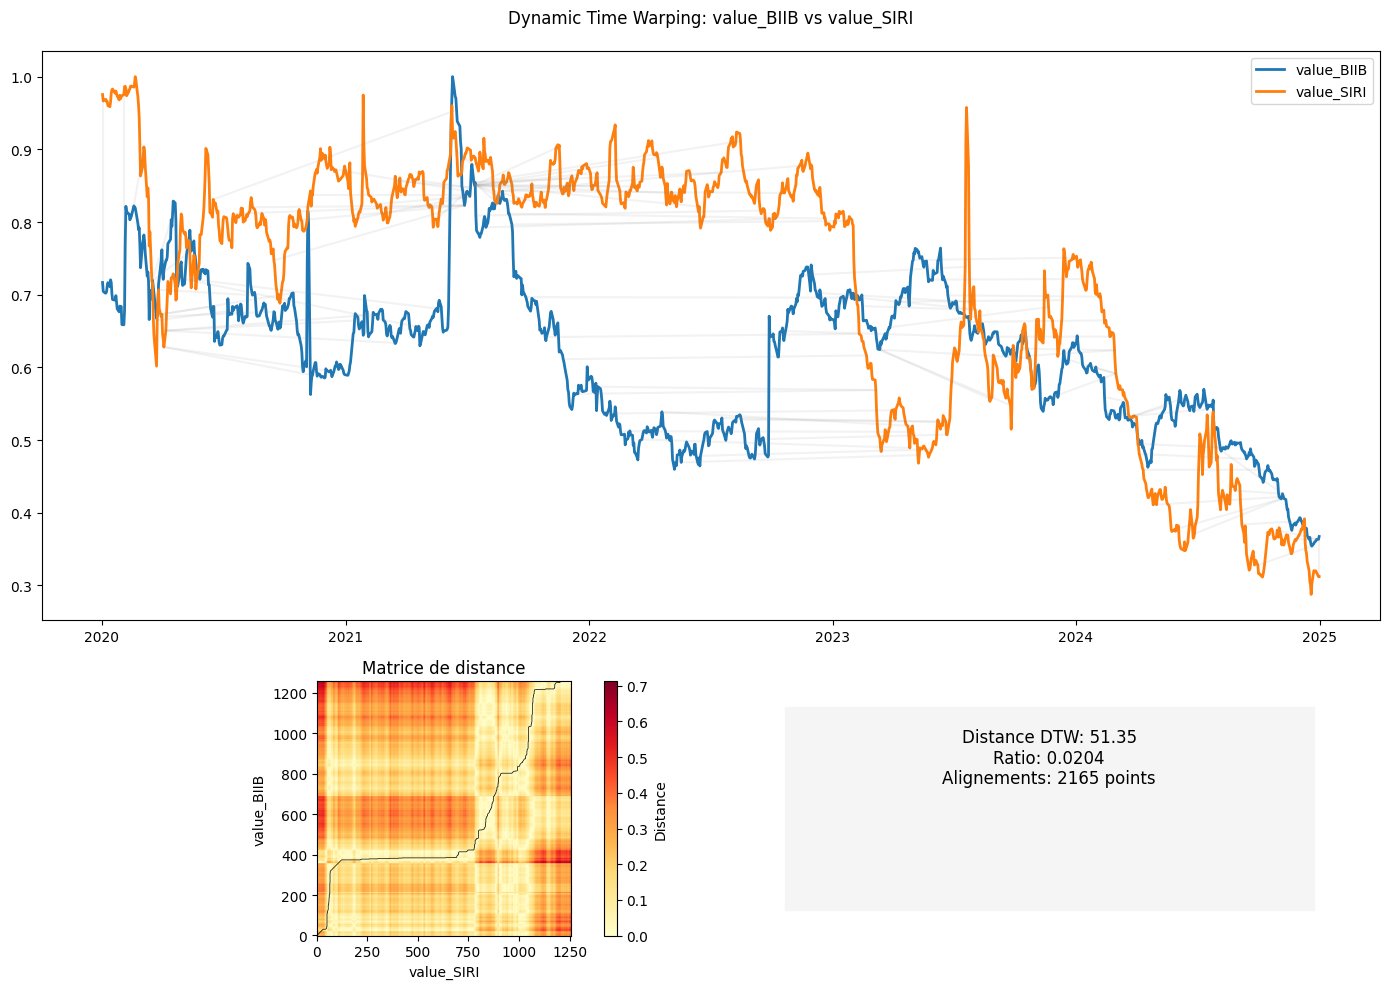 Dynamic Time Warping: value_BIIB vs value_SIRI
value_BIIB
value_SIRI
1.0
0.9
0.8
0.7
0.6
0.5
0.4
0.3
2020 2021 2022 2023 2024 2025
Matrice de distance
value_BIIB
1200
1000
800
600
400
200
0
0 250 500 750 1000 1250
value_SIRI
0.7
0.6
0.5
0.4
0.3
0.2
0.1
0.0
Distance
Distance DTW: 51.35
Ratio: 0.0204
Alignements: 2165 points